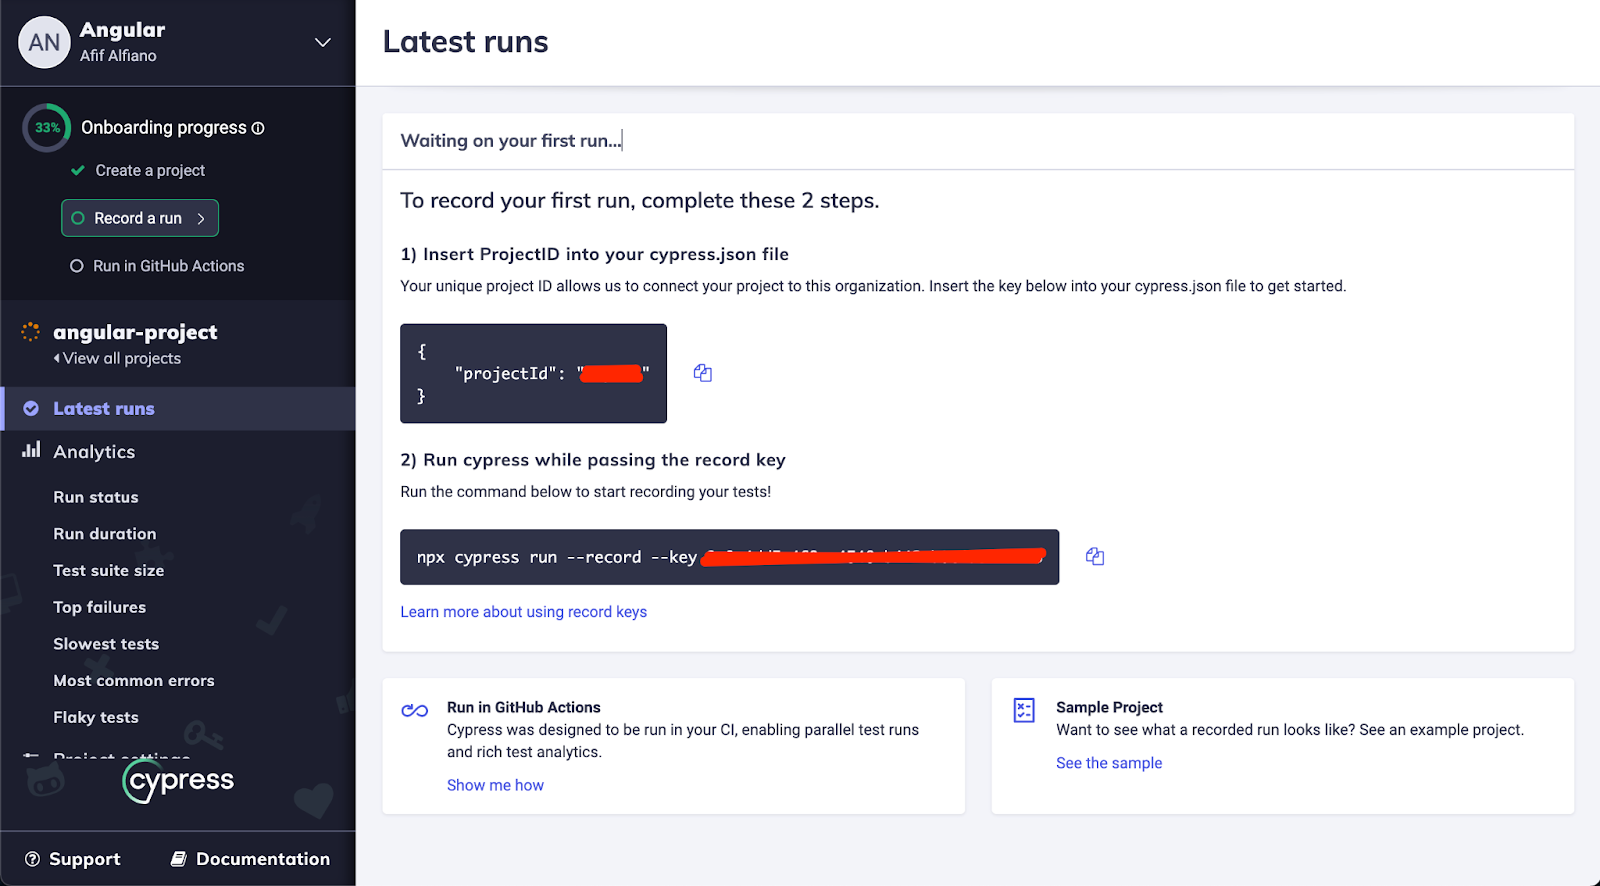 AN
Angular
Afif Alfiano
33%
Onboarding progress
Create a project
Record a run
Run in GitHub Actions
angular-project
View all projects
Latest runs
Analytics
Run status
Run duration
Test suite size
Top failures
Slowest tests
Most common errors
Flaky tests
Project settings
cypress
Support
Documentation
Latest runs
Waiting on your first run...
To record your first run, complete these 2 steps.
1) Insert ProjectID into your cypress.json file
Your unique project ID allows us to connect your project to this organization. Insert the key below into your cypress.json file to get started.
{
"projectId": " "
}
2) Run cypress while passing the record key
Run the command below to start recording your tests!
npx cypress run --record --key
Learn more about using record keys
Run in GitHub Actions
Cypress was designed to be run in your CI, enabling parallel test runs
and rich test analytics.
Show me how
Sample Project
Want to see what a recorded run looks like? See an example project.
See the sample